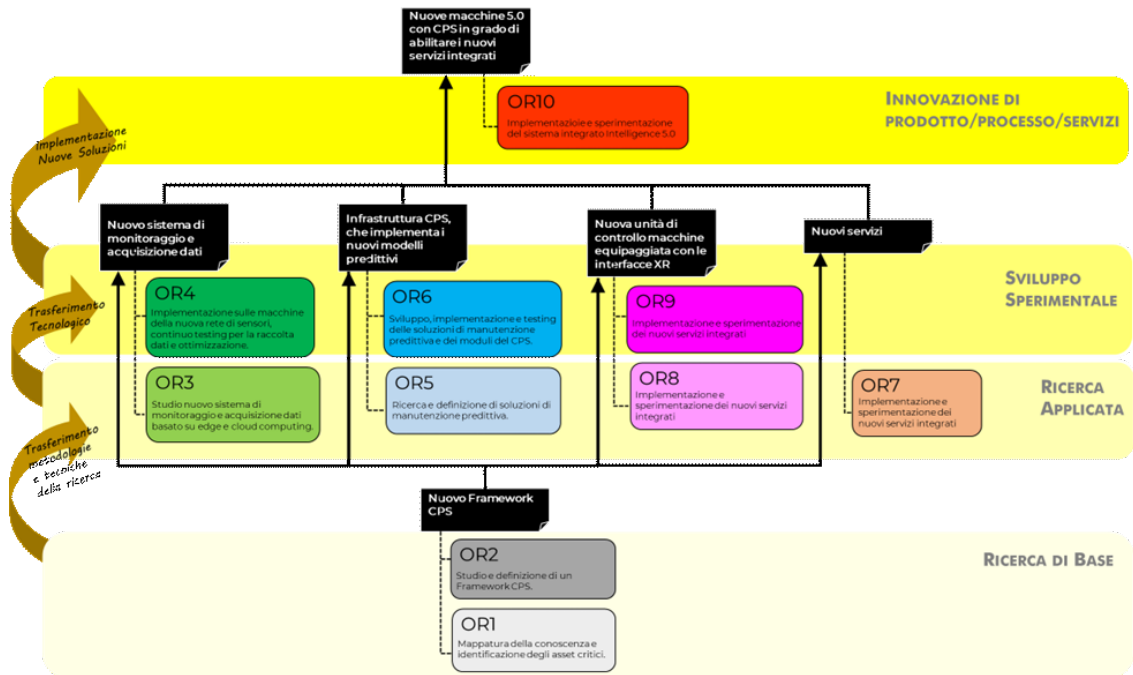 Nuove macchine 5.0
con CPS in grado di
abilitare i nuovi
servizi integrati
OR10
Implementazioie e sperimentazione
del sistema integrato Intelligence 5.0
INNOVAZIONE DI
PRODOTTO/PROCESSO/SERVIZI
implementazione
Nuove Soluzioni
Nuovo sistema di
monitoraggio e
acquisizione dati
Infrastruttura CPS,
che implementa i
nuovi modelli
predittivi
Nuova unità di
controllo macchine
equipaggiata con le
interfacce XR
Nuovi servizi
SVILUPPO
SPERIMENTALE
Trasferimento
Tecnologico
OR4
Implementazione sulle macchine
della nuova rete di sensori,
continuo testing per la raccolta
dati e ottimizzazione.
OR6
Sviluppo, implementazione e testing
delle soluzioni di manutenzione
predittiva e dei moduli del CPS.
OR9
Implementazione e sperimentazione
dei nuovi servizi integrati
RICERCA
APPLICATA
OR3
Studio nuovo sistema di
monitoraggio e acquisizione dati
basato su edge e cloud computing.
OR5
Ricerca e definizione di soluzioni di
manutenzione predittiva.
OR8
Implementazione e
sperimentazione dei nuovi servizi
integrati
OR7
Implementazione e
sperimentazione dei
nuovi servizi integrati
Trasferimento
metodologie
e tecniche
della ricerca
Nuovo Framework
CPS
RICERCA DI BASE
OR2
Studio e definizione di un
Framework CPS.
OR1
Mappatura della conoscenza e
identificazione degli asset critici.